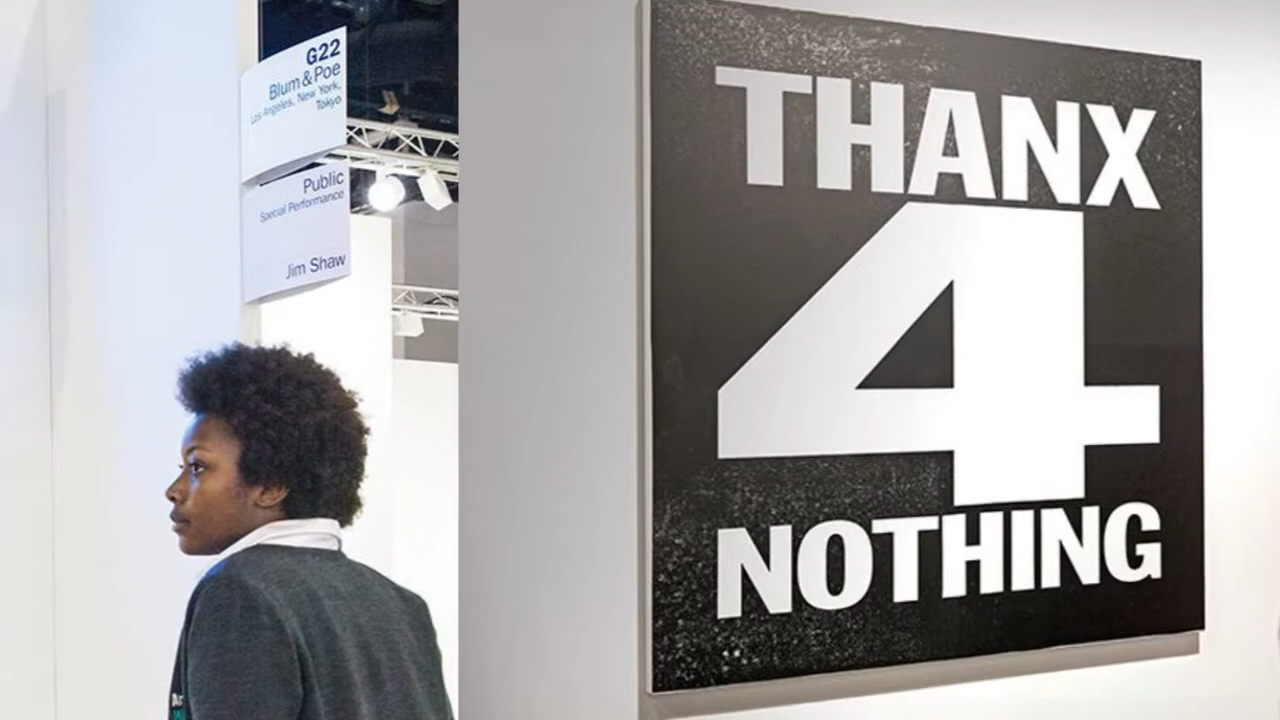 G22
Blum & Poe
Los Angeles, New York,
Tokyo
Public
Special Performance
Jim Shaw
THANX
4
NOTHING